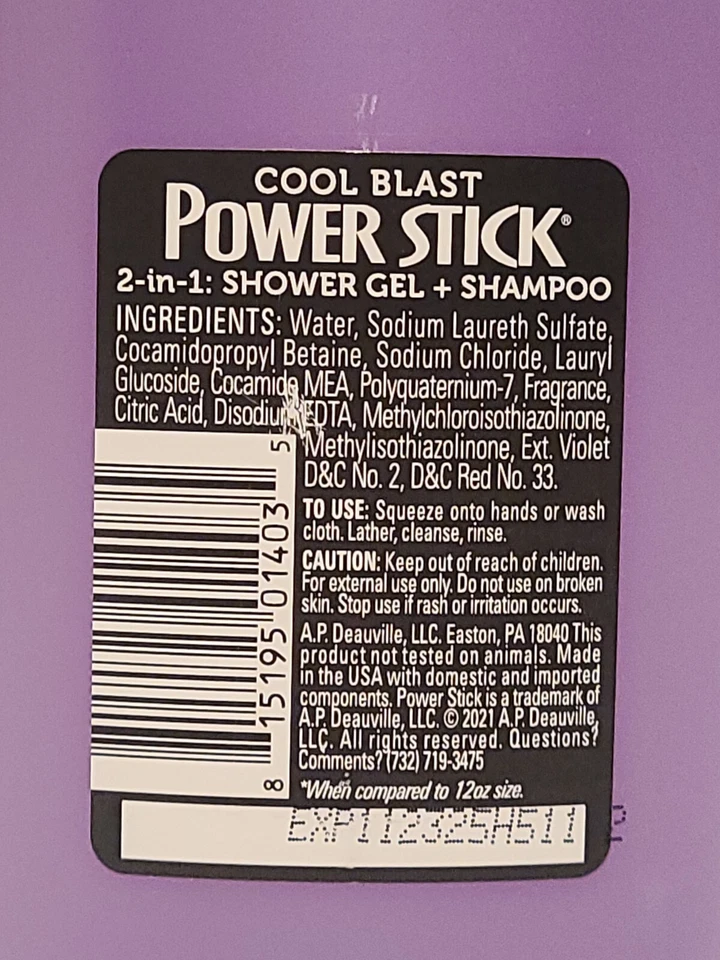 COOL BLAST
POWER STICK®
2-in-1: SHOWER GEL + SHAMPOO
INGREDIENTS: Water, Sodium Laureth Sulfate,
Cocamidopropyl Betaine, Sodium Chloride, Lauryl
Glucoside, Cocamide MEA, Polyquaternium-7, Fragrance,
Citric Acid, Disodium EDTA, Methylchloroisothiazolinone,
Methylisothiazolinone, Ext. Violet
D&C No. 2, D&C Red No. 33.
TO USE: Squeeze onto hands or wash
cloth. Lather, cleanse, rinse.
CAUTION: Keep out of reach of children.
For external use only. Do not use on broken
skin. Stop use if rash or irritation occurs.
A.P. Deauville, LLC. Easton, PA 18040 This
product not tested on animals. Made
in the USA with domestic and imported
components. Power Stick is a trademark of
A.P. Deauville, LLC. © 2021 A.P. Deauville,
LLC. All rights reserved. Questions?
Comments? (732) 719-3475
*When compared to 12oz size.
8 15195 01403 5
EXP112325H511 2